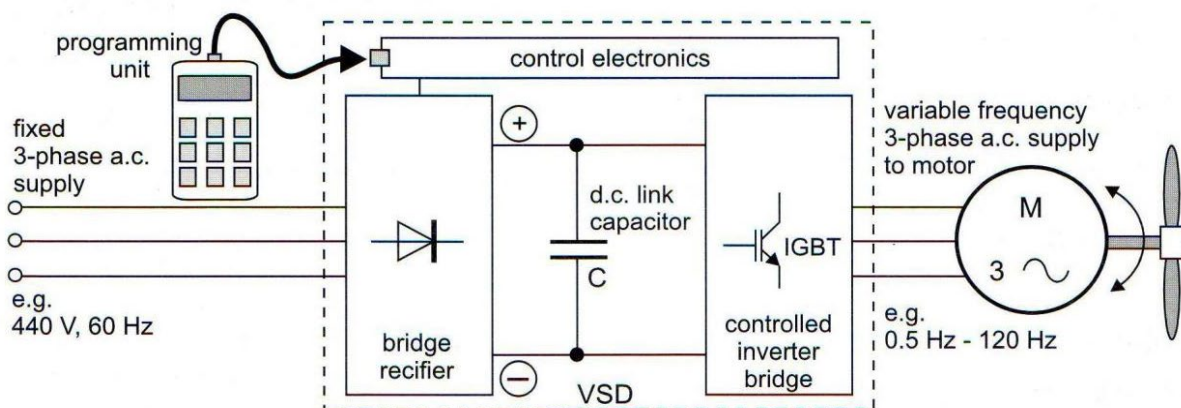 programming
unit
control electronics
fixed
3-phase a.c.
supply
+
d.c. link
capacitor
C
IGBT
variable frequency
3-phase a.c. supply
to motor
M
3
e.g.
440 V, 60 Hz
bridge
rectifier
−
VSD
controlled
inverter
bridge
e.g.
0.5 Hz - 120 Hz